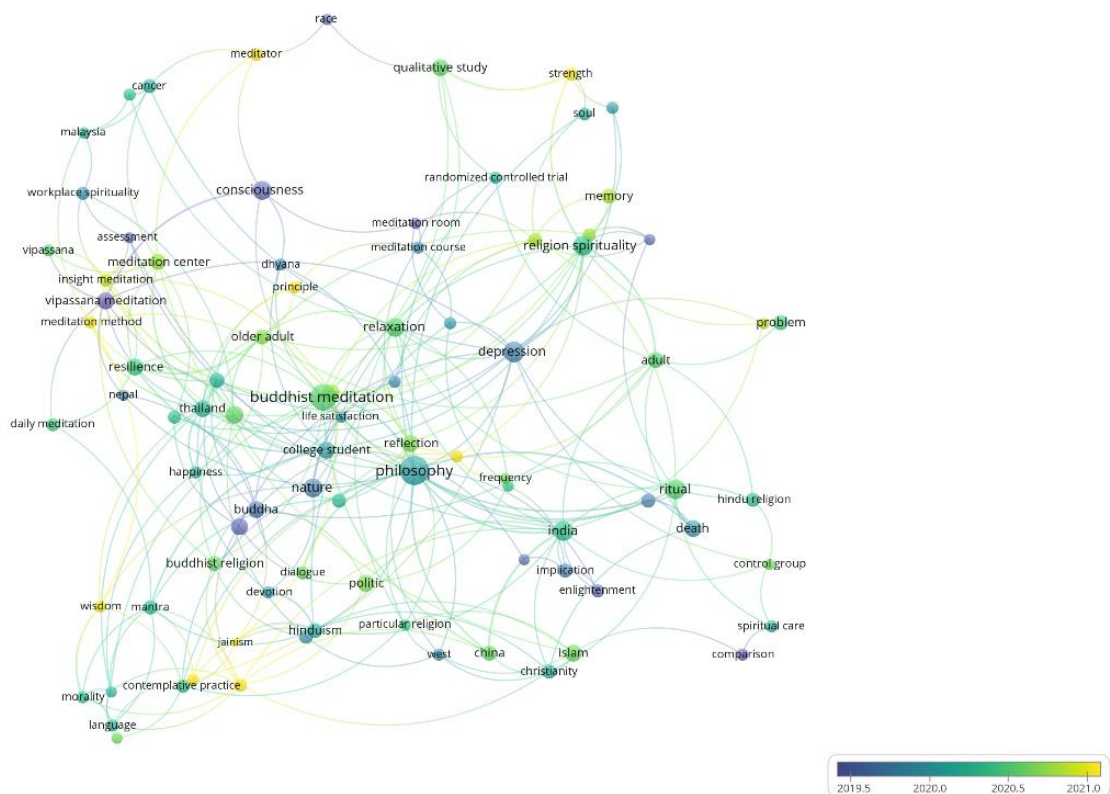 race
meditator
qualitative study
strength
cancer
soul
malaysia
randomized controlled trial
workplace spirituality
consciousness
memory
meditation room
assessment
meditation course
religion spirituality
vipassana
meditation center
dhyana
insight meditation
principle
vipassana meditation
meditation method
relaxation
problem
older adult
depression
adult
resilience
nepal
buddhist meditation
thailand
life satisfaction
daily meditation
college student
reflection
happiness
philosophy
frequency
nature
ritual
hindu religion
buddha
india
death
buddhist religion
dialogue
politic
implication
control group
devotion
enlightenment
wisdom
mantra
hinduism
particular religion
spiritual care
jainism
west
china
islam
comparison
contemplative practice
christianity
morality
language
2019.5 2020.0 2020.5 2021.0